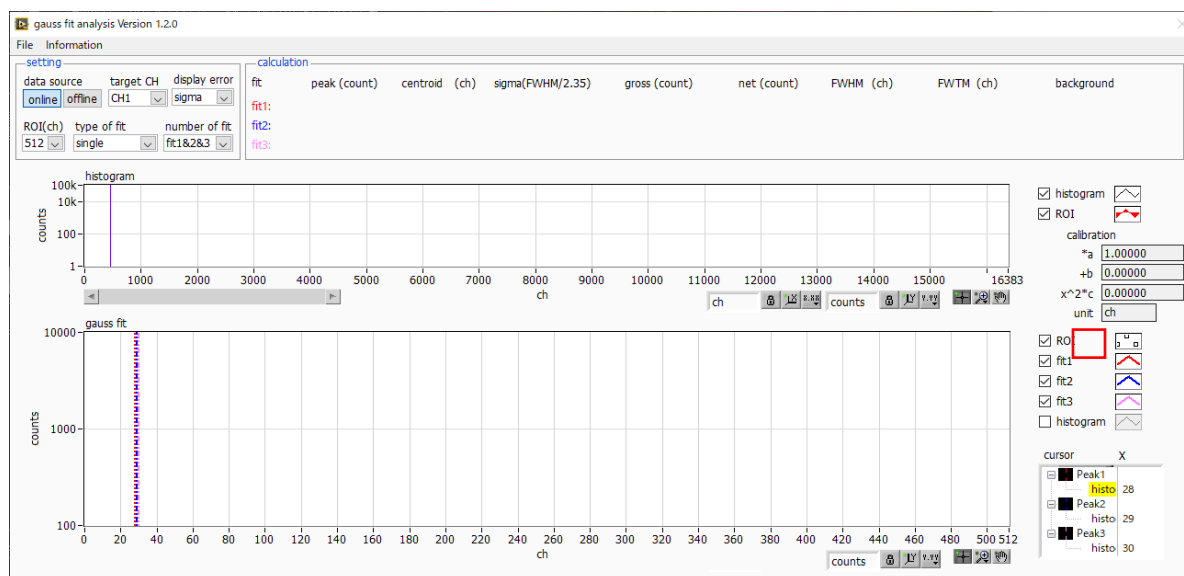 gauss fit analysis Version 1.2.0
File Information
setting
data source target CH display error
online offline CH1 sigma
ROI(ch) type of fit number of fit
512 single fit1&2&3
calculation
fit peak (count) centroid (ch) sigma(FWHM/2.35) gross (count) net (count) FWHM (ch) FWTM (ch) background
fit1:
fit2:
fit3:
histogram
100k
10k
100
1
counts
0 1000 2000 3000 4000 5000 6000 7000 8000 9000 10000 11000 12000 13000 14000 15000 16383
ch
ch counts
histogram
ROI
calibration
*a 1.00000
+b 0.00000
x^2*c 0.00000
unit ch
gauss fit
10000
1000
100
counts
0 20 40 60 80 100 120 140 160 180 200 220 240 260 280 300 320 340 360 380 400 420 440 460 480 500 512
ch
counts
fit1
fit2
fit3
histogram
cursor X
Peak1
histo 28
Peak2
histo 29
Peak3
histo 30